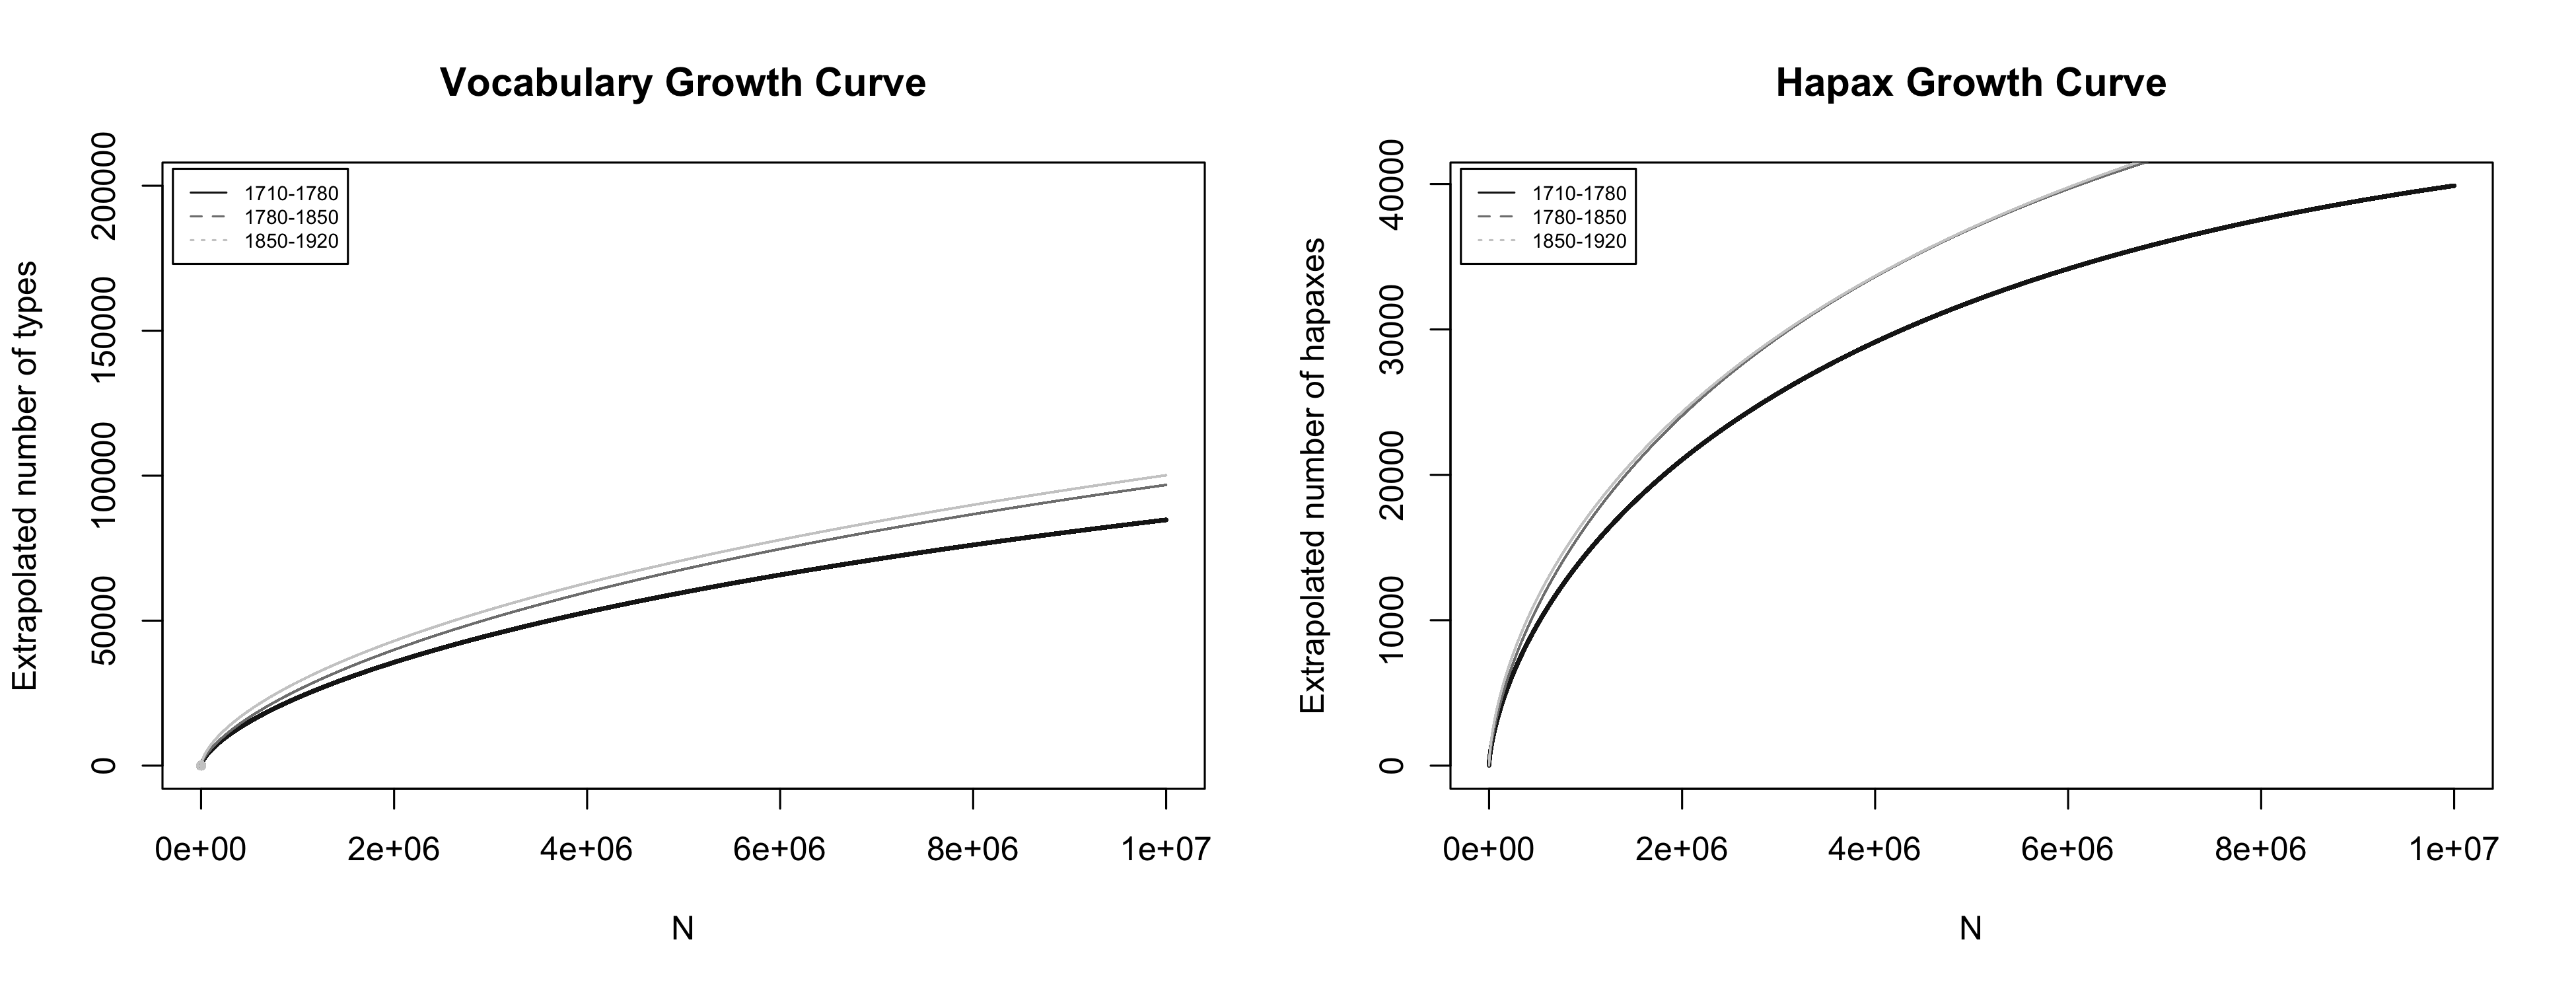 Vocabulary Growth Curve
Extrapolated number of types
200000
150000
100000
50000
0
1710-1780
1780-1850
1850-1920
0e+00 2e+06 4e+06 6e+06 8e+06 1e+07
N
Hapax Growth Curve
Extrapolated number of hapaxes
40000
30000
20000
10000
0
1710-1780
1780-1850
1850-1920
0e+00 2e+06 4e+06 6e+06 8e+06 1e+07
N